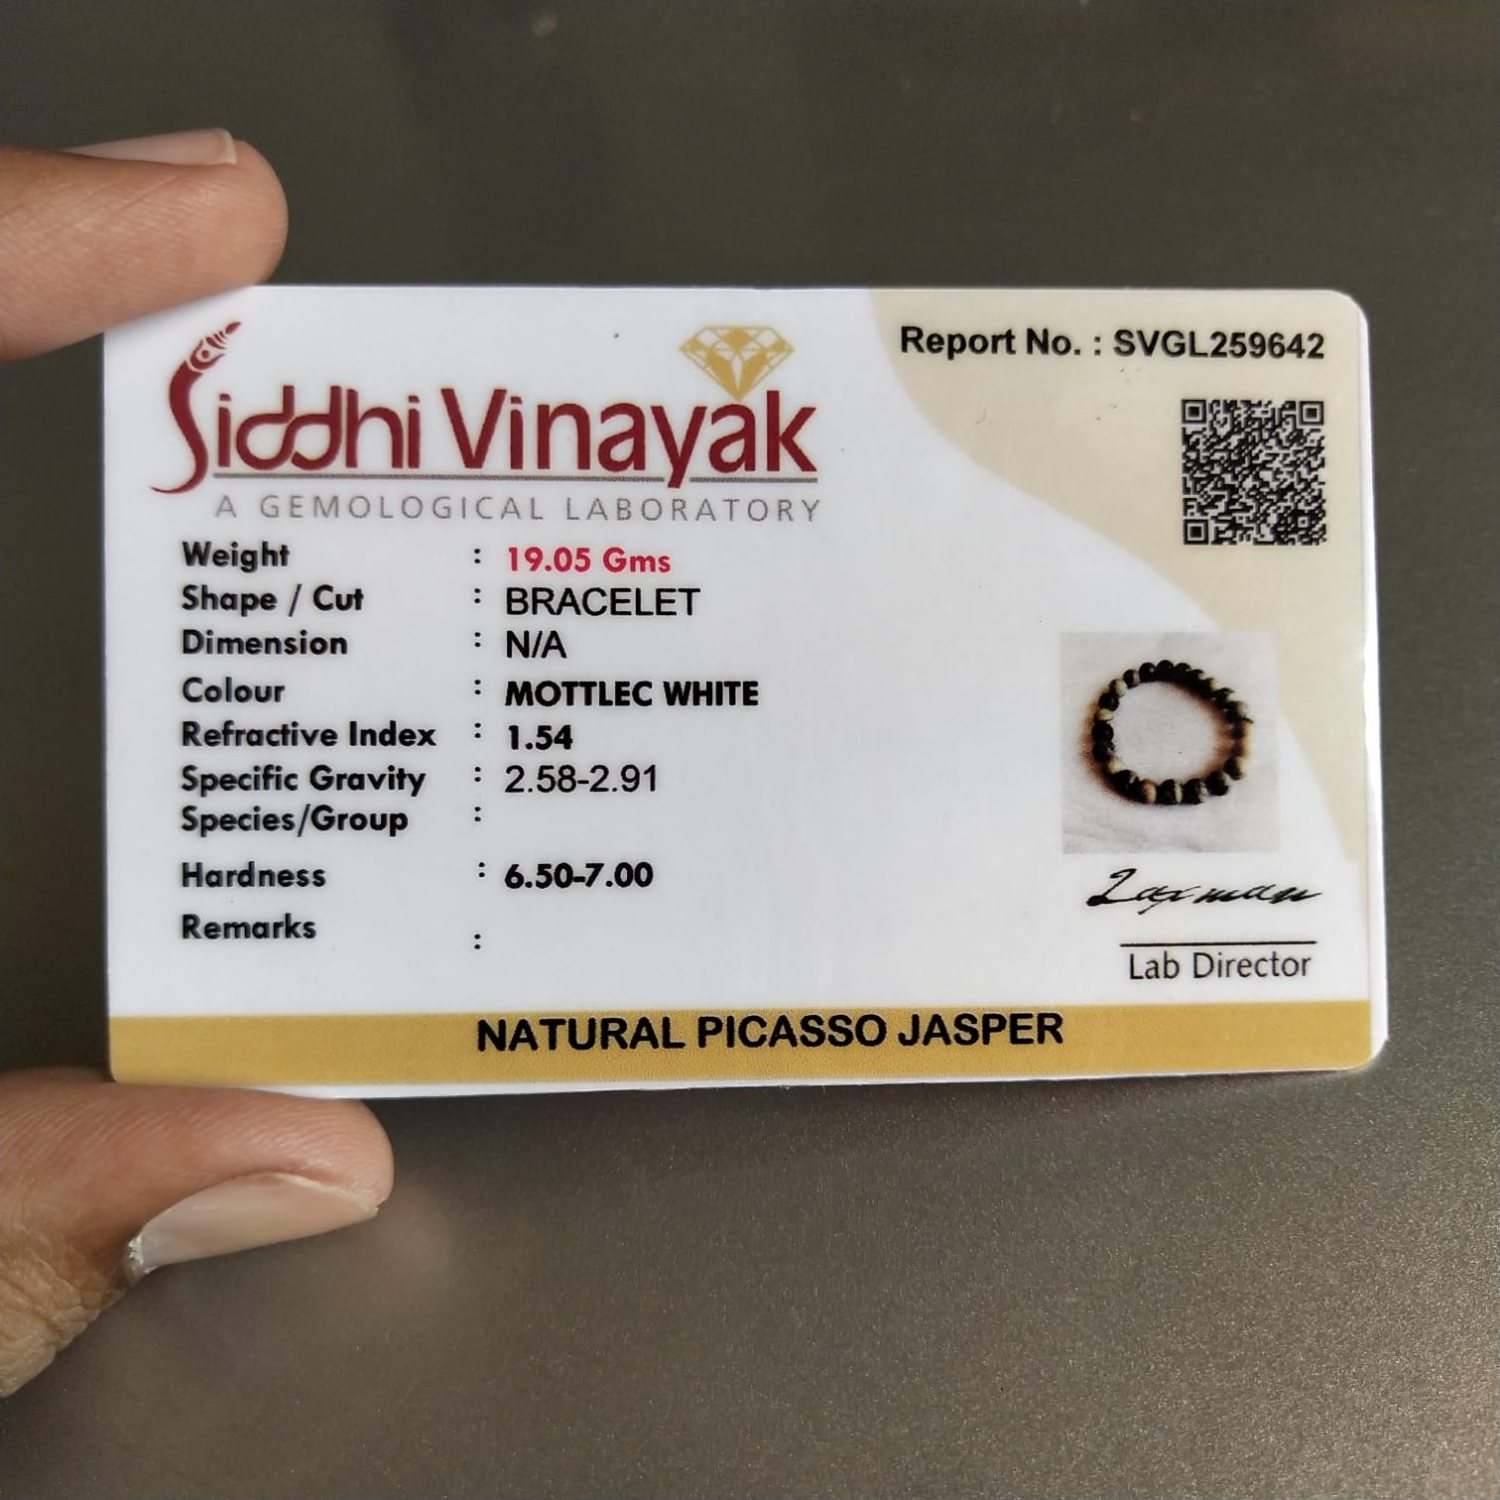 Report No. : SVGL259642
Siddhi Vinayak
A GEMOLOGICAL LABORATORY
Weight : 19.05 Gms
Shape / Cut : BRACELET
Dimension : N/A
Colour : MOTTLEC WHITE
Refractive Index : 1.54
Specific Gravity : 2.58-2.91
Species/Group :
Hardness : 6.50-7.00
Remarks :
Laxman
Lab Director
NATURAL PICASSO JASPER